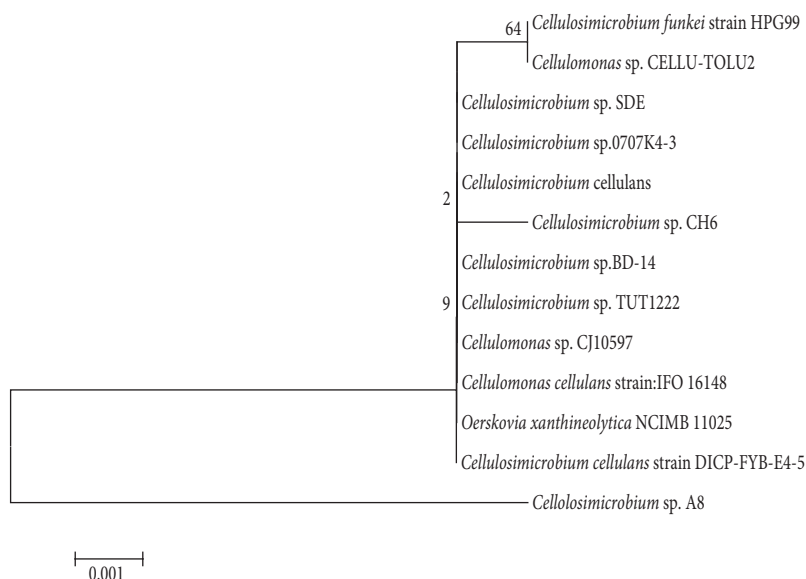 64
Cellulosimicrobium funkei strain HPG99
Cellulomonas sp. CELLU-TOLU2
Cellulosimicrobium sp. SDE
Cellulosimicrobium sp.0707K4-3
Cellulosimicrobium cellulans
2
Cellulosimicrobium sp. CH6
Cellulosimicrobium sp.BD-14
9
Cellulosimicrobium sp. TUT1222
Cellulomonas sp. CJ10597
Cellulomonas cellulans strain:IFO 16148
Oerskovia xanthineolytica NCIMB 11025
Cellulosimicrobium cellulans strain DICP-FYB-E4-5
Cellolosimicrobium sp. A8
0.001